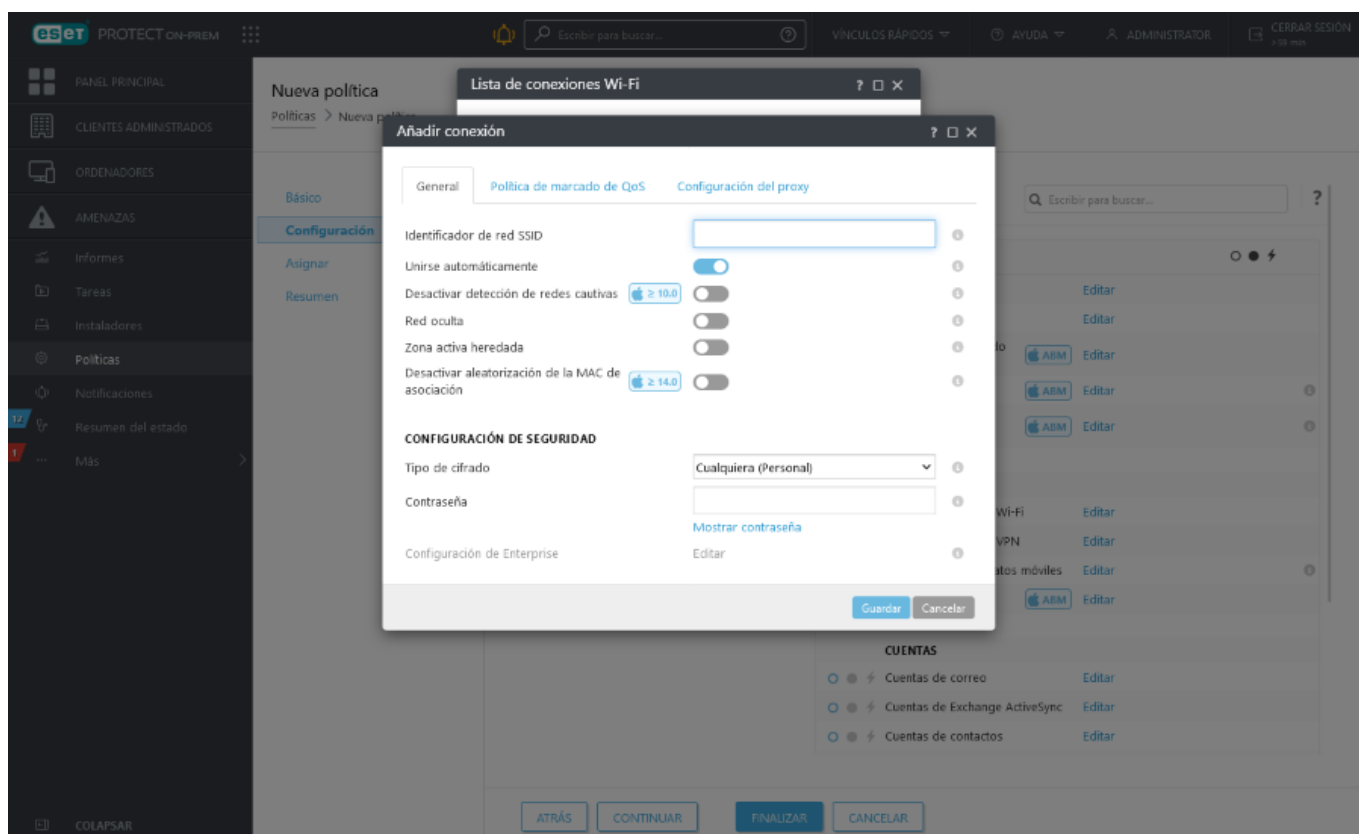 eset PROTECT ON-PREM
Escribir para buscar...
VÍNCULOS RÁPIDOS
AYUDA
ADMINISTRATOR
CERRAR SESIÓN
>99 min
PANEL PRINCIPAL
CLIENTES ADMINISTRADOS
ORDENADORES
AMENAZAS
Informes
Tareas
Instaladores
Políticas
Notificaciones
12
Resumen del estado
1
Más
COLAPSAR
Nueva política
Políticas > Nueva
Básico
Configuración
Asignar
Resumen
Lista de conexiones Wi-Fi
Añadir conexión
General
Política de marcado de QoS
Configuración del proxy
Identificador de red SSID
Unirse automáticamente
Desactivar detección de redes cautivas ≥ 10.0
Red oculta
Zona activa heredada
Desactivar aleatorización de la MAC de
asociación
≥ 14.0
CONFIGURACIÓN DE SEGURIDAD
Tipo de cifrado Cualquiera (Personal)
Contraseña
Mostrar contraseña
Configuración de Enterprise Editar
Guardar Cancelar
Escribir para buscar... ?
Editar
Editar
ABM Editar
ABM Editar
ABM Editar
Wi-Fi Editar
VPN Editar
móviles Editar
ABM Editar
CUENTAS
Cuentas de correo Editar
Cuentas de Exchange ActiveSync Editar
Cuentas de contactos Editar
ATRÁS CONTINUAR FINALIZAR CANCELAR